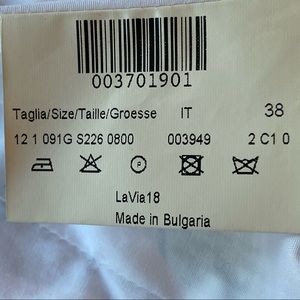 003701901
Taglia/Size/Taille/Groesse IT 38
12 1 091G S226 0800 003949 2 C1 0
LaVia18
Made in Bulgaria